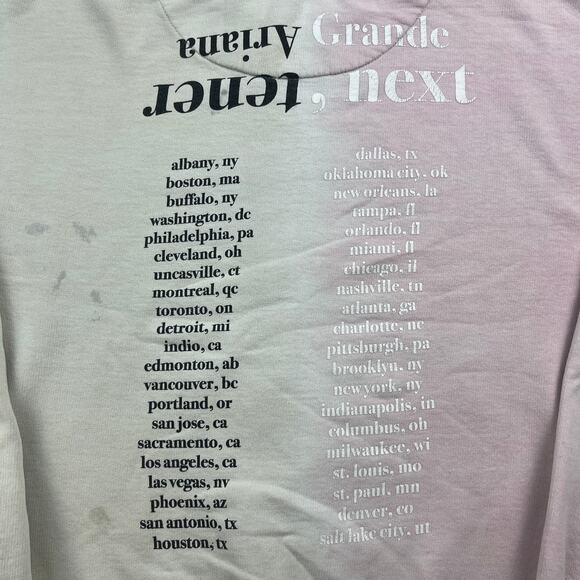 Ariana Grande
tener, next
albany, ny
boston, ma
buffalo, ny
washington, dc
philadelphia, pa
cleveland, oh
uncasville, ct
montreal, qc
toronto, on
detroit, mi
indio, ca
edmonton, ab
vancouver, bc
portland, or
san jose, ca
sacramento, ca
los angeles, ca
las vegas, nv
phoenix, az
san antonio, tx
houston, tx
dallas, tx
oklahoma city, ok
new orleans, la
tampa, fl
orlando, fl
miami, fl
chicago, il
nashville, tn
atlanta, ga
charlotte, nc
pittsburgh, pa
brooklyn, ny
new york, ny
indianapolis, in
columbus, oh
milwaukee, wi
st. louis, mo
st. paul, mn
denver, co
salt lake city, ut